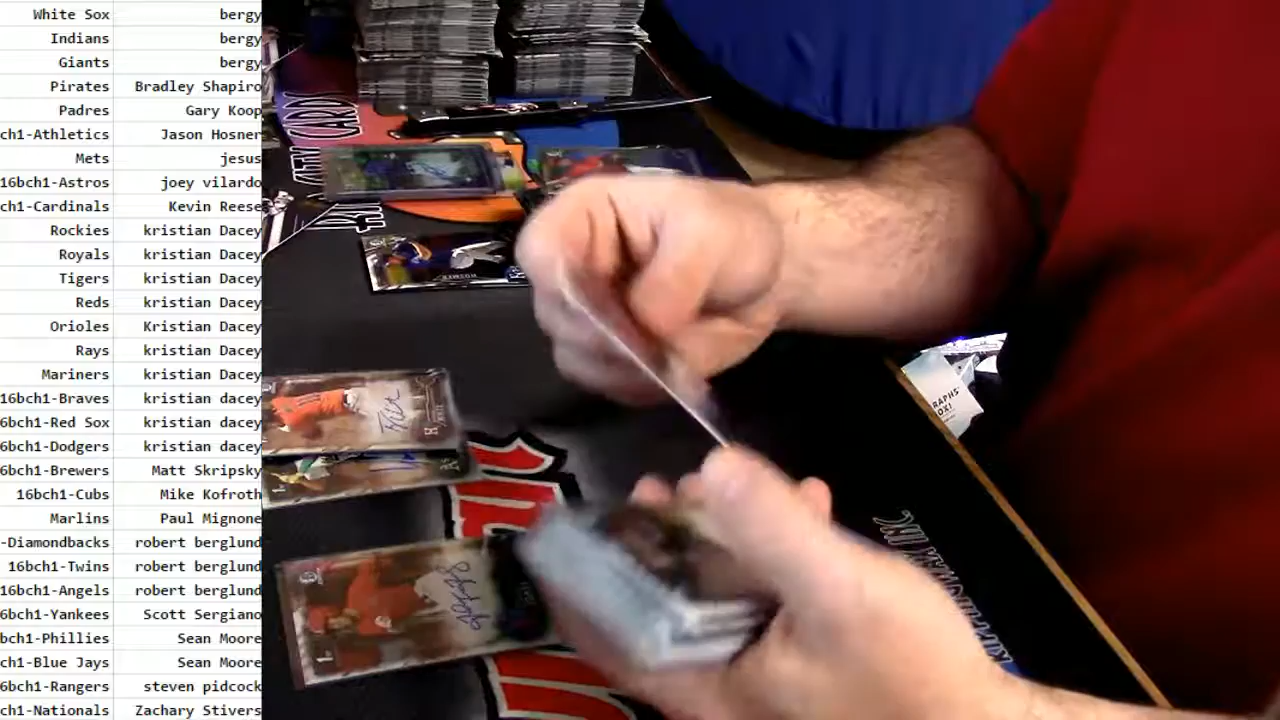 White Sox bergy
Indians bergy
Giants bergy
Pirates Bradley Shapiro
Padres Gary Koop
ch1-Athletics Jason Hosner
Mets jesus
16bch1-Astros joey vilardo
ch1-Cardinals Kevin Reese
Rockies kristian Dacey
Royals kristian Dacey
Tigers kristian Dacey
Reds kristian Dacey
Orioles Kristian Dacey
Rays kristian Dacey
Mariners kristian Dacey
16bch1-Braves kristian dacey
6bch1-Red Sox kristian dacey
6bch1-Dodgers kristian dacey
6bch1-Brewers Matt Skripsky
16bch1-Cubs Mike Kofroth
Marlins Paul Mignone
-Diamondbacks robert berglund
16bch1-Twins robert berglund
16bch1-Angels robert berglund
6bch1-Yankees Scott Sergiano
bch1-Phillies Sean Moore
ch1-Blue Jays Sean Moore
6bch1-Rangers steven pidcock
ch1-Nationals Zachary Stivers